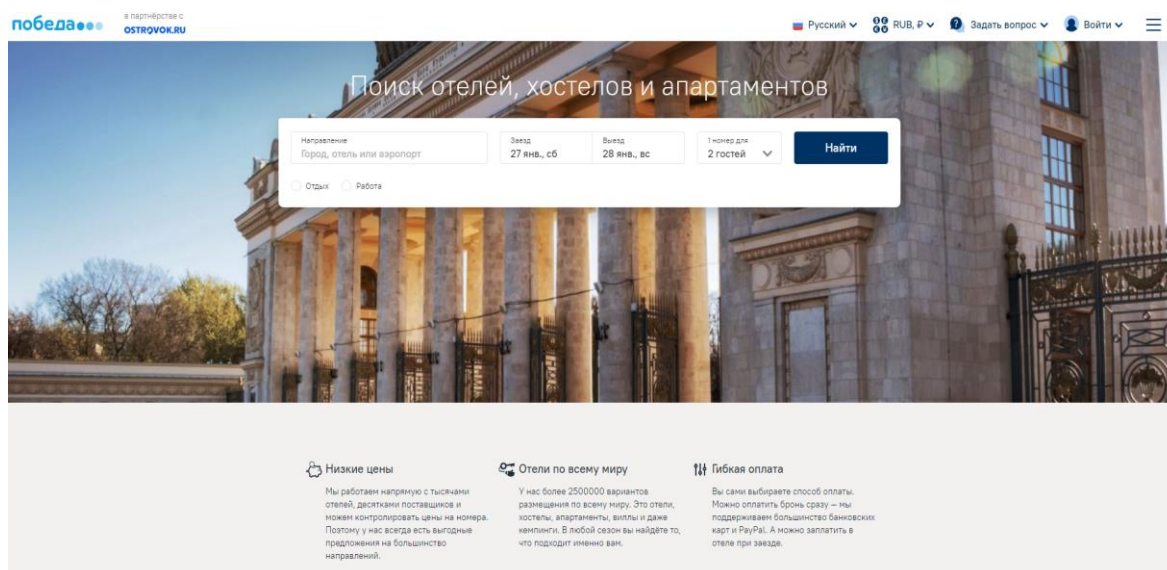 победа
в партнёрстве с
OSTROVOK.RU
Русский
RUB, ₽
Задать вопрос
Войти
Поиск отелей, хостелов и апартаментов
Направление
Город, отель или аэропорт
Заезд
27 янв., сб
Выезд
28 янв., вс
1 номер для
2 гостей
Найти
Отдых
Работа
Низкие цены
Мы работаем напрямую с тысячами
отелей, десятками поставщиков и
можем контролировать цены на номера.
Поэтому у нас всегда есть выгодные
предложения на большинство
направлений.
Отели по всему миру
У нас более 2500000 вариантов
размещения по всему миру. Это отели,
хостелы, апартаменты, виллы и даже
кемпинги. В любой сезон вы найдёте то,
что подходит именно вам.
Гибкая оплата
Вы сами выбираете способ оплаты.
Можно оплатить бронь сразу — мы
поддерживаем большинство банковских
карт и PayPal. А можно заплатить в
отеле при заезде.